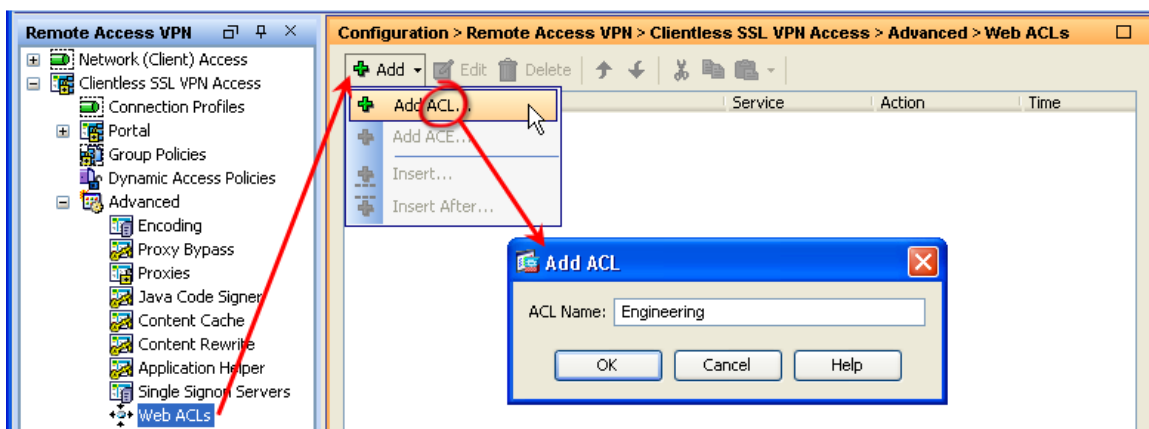 Remote Access VPN
Network (Client) Access
Clientless SSL VPN Access
Connection Profiles
Portal
Group Policies
Dynamic Access Policies
Advanced
Encoding
Proxy Bypass
Proxies
Java Code Signer
Content Cache
Content Rewrite
Application Helper
Single Signon Servers
Web ACLs
Configuration > Remote Access VPN > Clientless SSL VPN Access > Advanced > Web ACLs
Add Edit Delete
Service Action Time
Add ACL...
Add ACE...
Insert...
Insert After...
Add ACL
ACL Name: Engineering
OK Cancel Help